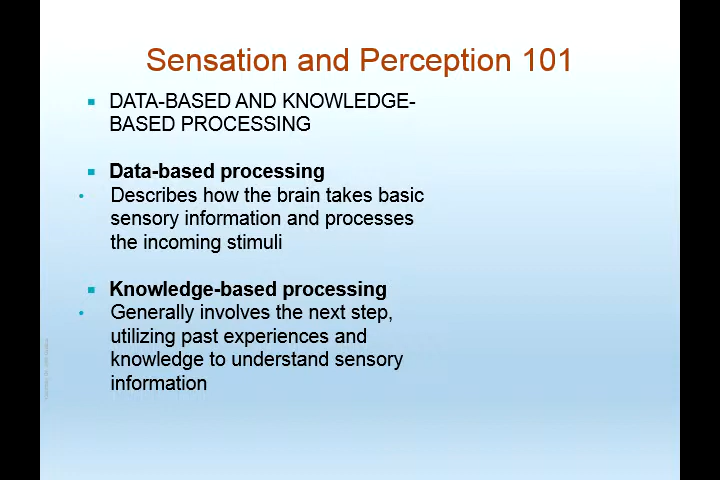 Sensation and Perception 101
DATA-BASED AND KNOWLEDGE-
BASED PROCESSING
Data-based processing
Describes how the brain takes basic
sensory information and processes
the incoming stimuli
Knowledge-based processing
Generally involves the next step,
utilizing past experiences and
knowledge to understand sensory
information